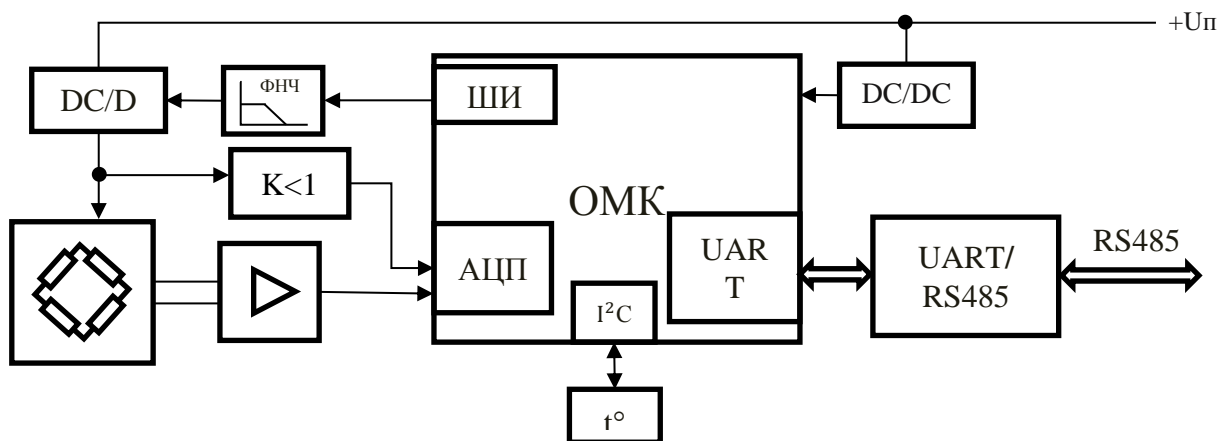 +Uп
DC/D
ФНЧ
ШИ
DC/DC
K<1
ОМК
АЦП
UAR
T
UART/
RS485
RS485
I²C
t°